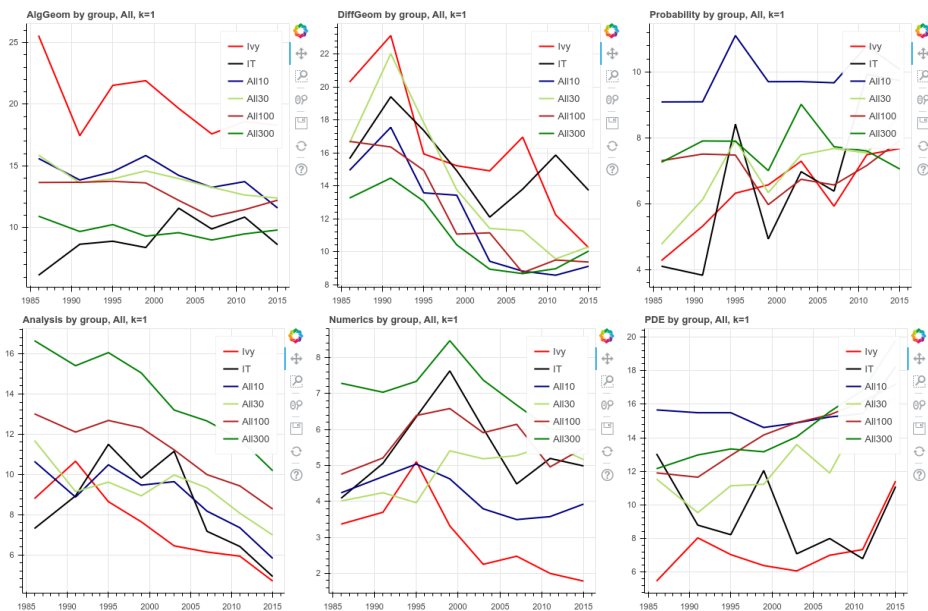 AlgGeom by group, All, k=1
25
20
15
10
Ivy
IT
All10
All30
All100
All300
1985 1990 1995 2000 2005 2010 2015
DiffGeom by group, All, k=1
22
20
18
16
14
12
10
8
Ivy
IT
All10
All30
All100
All300
1985 1990 1995 2000 2005 2010 2015
Probability by group, All, k=1
10
8
6
4
Ivy
IT
All10
All30
All100
All300
1985 1990 1995 2000 2005 2010 2015
Analysis by group, All, k=1
16
14
12
10
8
6
Ivy
IT
All10
All30
All100
All300
1985 1990 1995 2000 2005 2010 2015
Numerics by group, All, k=1
8
7
6
5
4
3
2
Ivy
IT
All10
All30
All100
All300
1985 1990 1995 2000 2005 2010 2015
PDE by group, All, k=1
18
16
14
12
10
8
6
Ivy
IT
All10
All30
All100
All300
1985 1990 1995 2000 2005 2010 2015